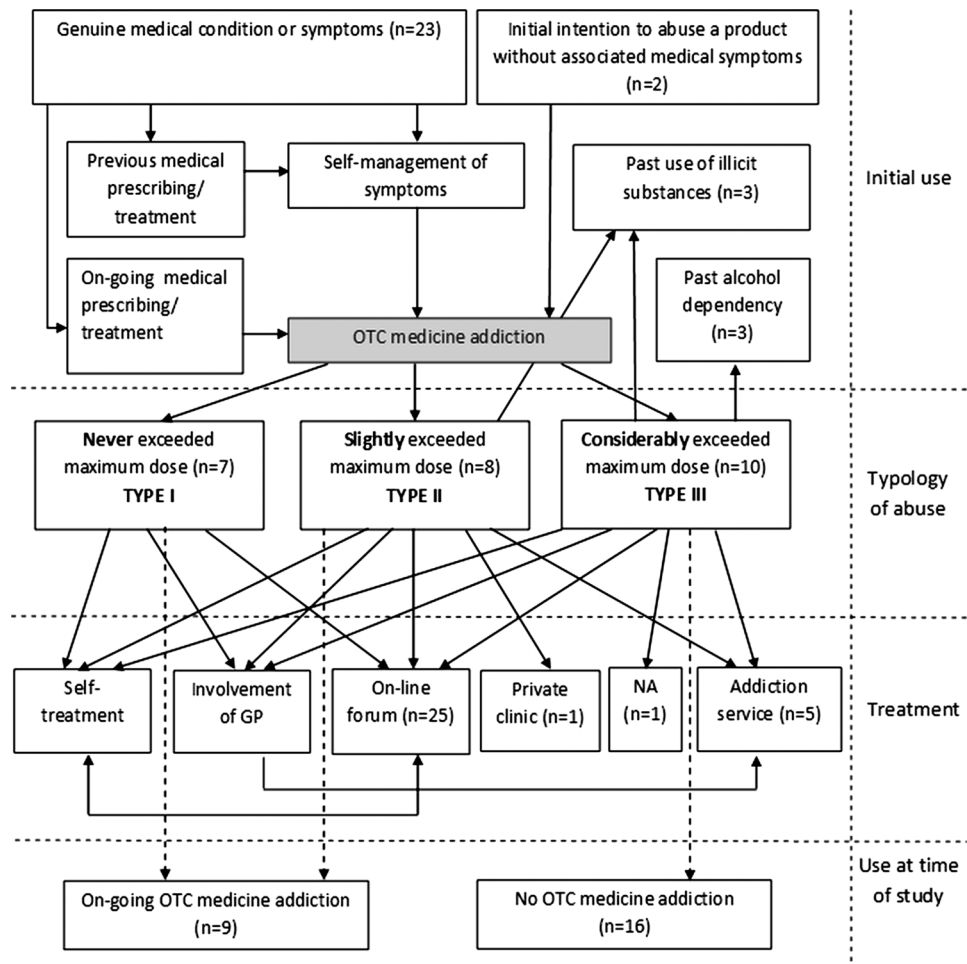 Genuine medical condition or symptoms (n=23)
Initial intention to abuse a product
without associated medical symptoms
(n=2)
Previous medical
prescribing/
treatment
Self-management of
symptoms
Past use of illicit
substances (n=3)
Initial use
On-going medical
prescribing/
treatment
Past alcohol
dependency
(n=3)
OTC medicine addiction
Never exceeded
maximum dose (n=7)
TYPE I
Slightly exceeded
maximum dose (n=8)
TYPE II
Considerably exceeded
maximum dose (n=10)
TYPE III
Typology
of abuse
Self-
treatment
Involvement
of GP
On-line
forum (n=25)
Private
clinic (n=1)
NA
(n=1)
Addiction
service (n=5)
Treatment
On-going OTC medicine addiction
(n=9)
No OTC medicine addiction
(n=16)
Use at time
of study